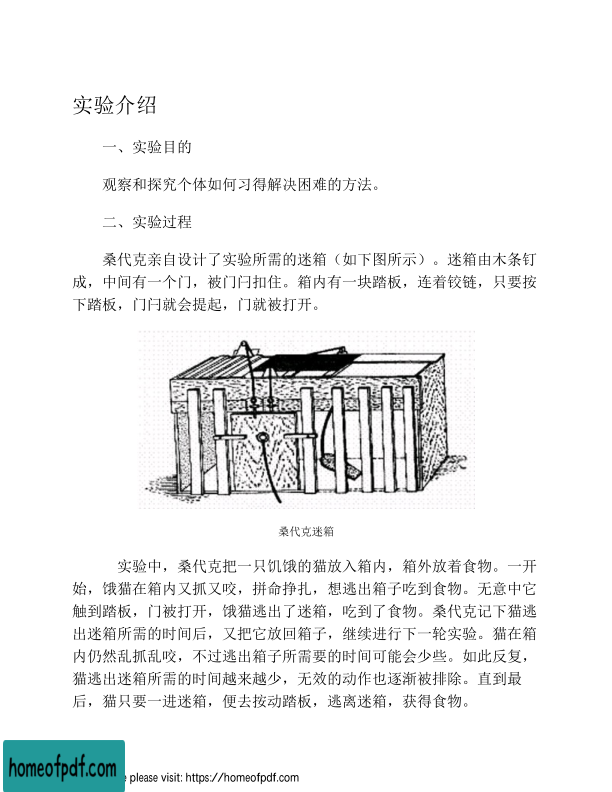 实验介绍
一、实验目的
观察和探究个体如何习得解决困难的方法。
二、实验过程
桑代克亲自设计了实验所需的迷箱（如下图所示）。迷箱由木条钉
成，中间有一个门，被门闩扣住。箱内有一块踏板，连着铰链，只要按
下踏板，门闩就会提起，门就被打开。
桑代克迷箱
实验中，桑代克把一只饥饿的猫放入箱内，箱外放着食物。一开
始，饿猫在箱内又抓又咬，拼命挣扎，想逃出箱子吃到食物。无意中它
触到踏板，门被打开，饿猫逃出了迷箱，吃到了食物。桑代克记下猫逃
出迷箱所需的时间后，又把它放回箱子，继续进行下一轮实验。猫在箱
内仍然乱抓乱咬，不过逃出箱子所需要的时间可能会少些。如此反复，
猫逃出迷箱所需的时间越来越少，无效的动作也逐渐被排除。直到最
后，猫只要一进迷箱，便去按动踏板，逃离迷箱，获得食物。
homeofpdf.com
e please visit: https://homeofpdf.com